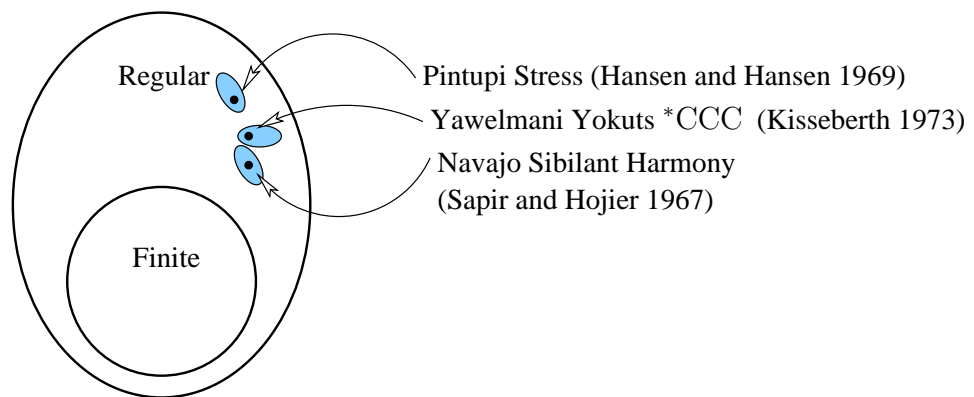 Regular
Pintupi Stress (Hansen and Hansen 1969)
Yawelmani Yokuts *CCC (Kisseberth 1973)
Navajo Sibilant Harmony
(Sapir and Hojier 1967)
Finite